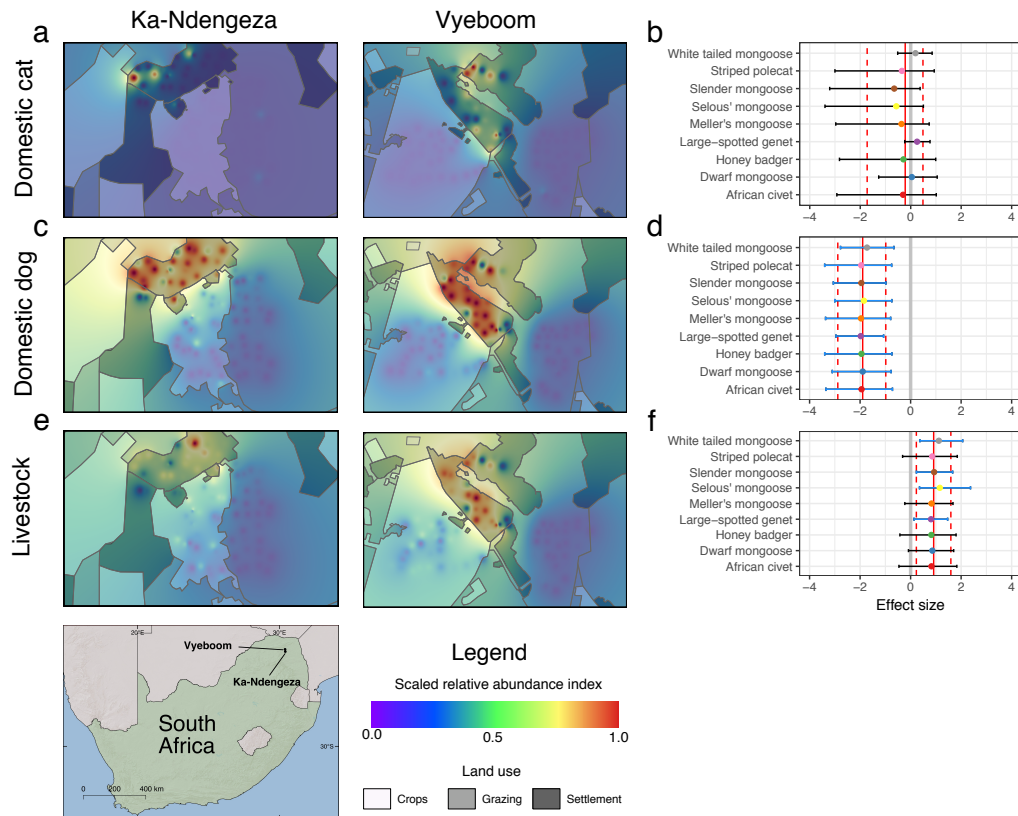 Ka-Ndengeza
Vyeboom
a
Domestic cat
b
White tailed mongoose
Striped polecat
Slender mongoose
Selous' mongoose
Meller's mongoose
Large−spotted genet
Honey badger
Dwarf mongoose
African civet
−4 −2 0 2 4
c
Domestic dog
d
White tailed mongoose
Striped polecat
Slender mongoose
Selous' mongoose
Meller's mongoose
Large−spotted genet
Honey badger
Dwarf mongoose
African civet
−4 −2 0 2 4
e
Livestock
f
White tailed mongoose
Striped polecat
Slender mongoose
Selous' mongoose
Meller's mongoose
Large−spotted genet
Honey badger
Dwarf mongoose
African civet
−4 −2 0 2 4
Effect size
20°E
30°E
Vyeboom
Ka-Ndengeza
South
Africa
30°S
0 200 400 km
Legend
Scaled relative abundance index
0.0 0.5 1.0
Land use
Crops Grazing Settlement